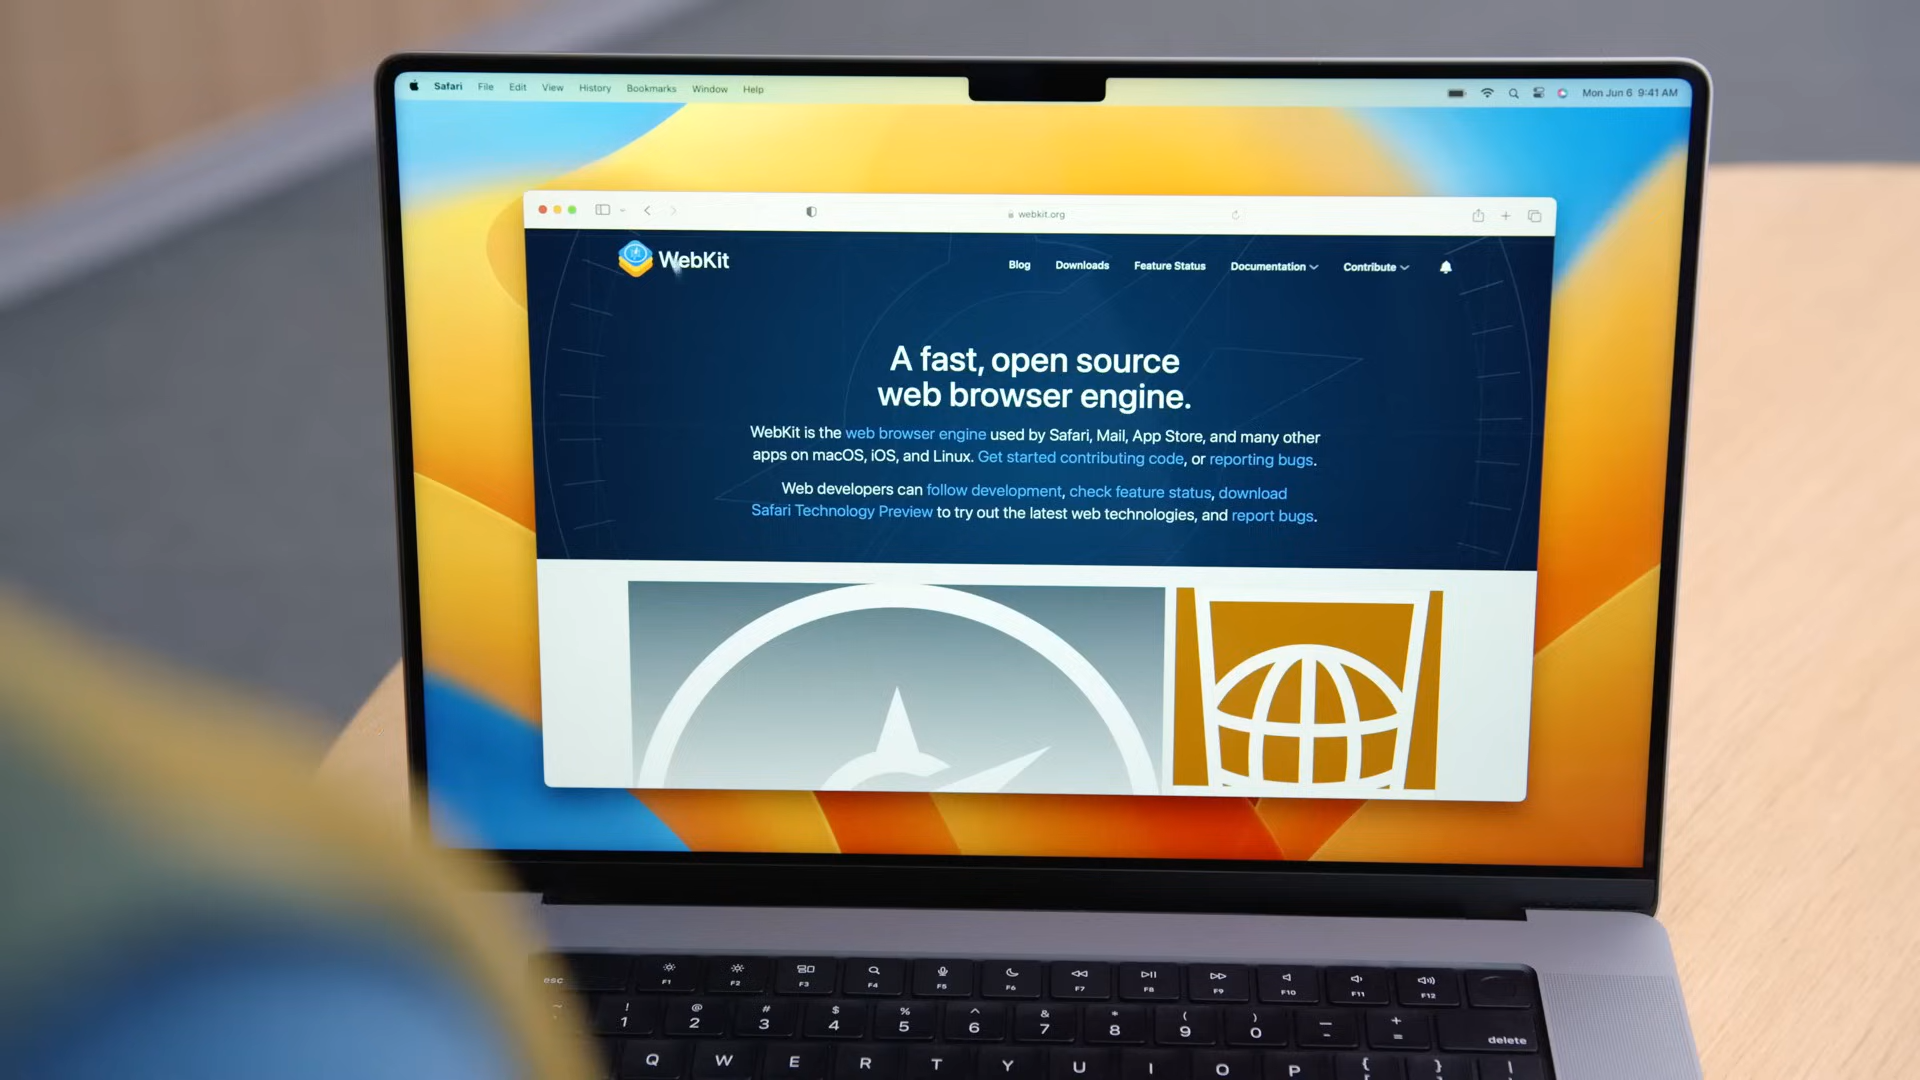 Safari File Edit View History Bookmarks Window Help
Mon Jun 6 9:41 AM
webkit.org
WebKit
Blog Downloads Feature Status Documentation Contribute
A fast, open source
web browser engine.
WebKit is the web browser engine used by Safari, Mail, App Store, and many other
apps on macOS, iOS, and Linux. Get started contributing code, or reporting bugs.
Web developers can follow development, check feature status, download
Safari Technology Preview to try out the latest web technologies, and report bugs.
esc F1 F2 F3 F4 F5 F6 F7 F8 F9 F10 F11 F12
~ ! @ # $ % ^ & * ( ) _ +
1 2 3 4 5 6 7 8 9 0 - = delete
Q W E R T Y U I O P { }